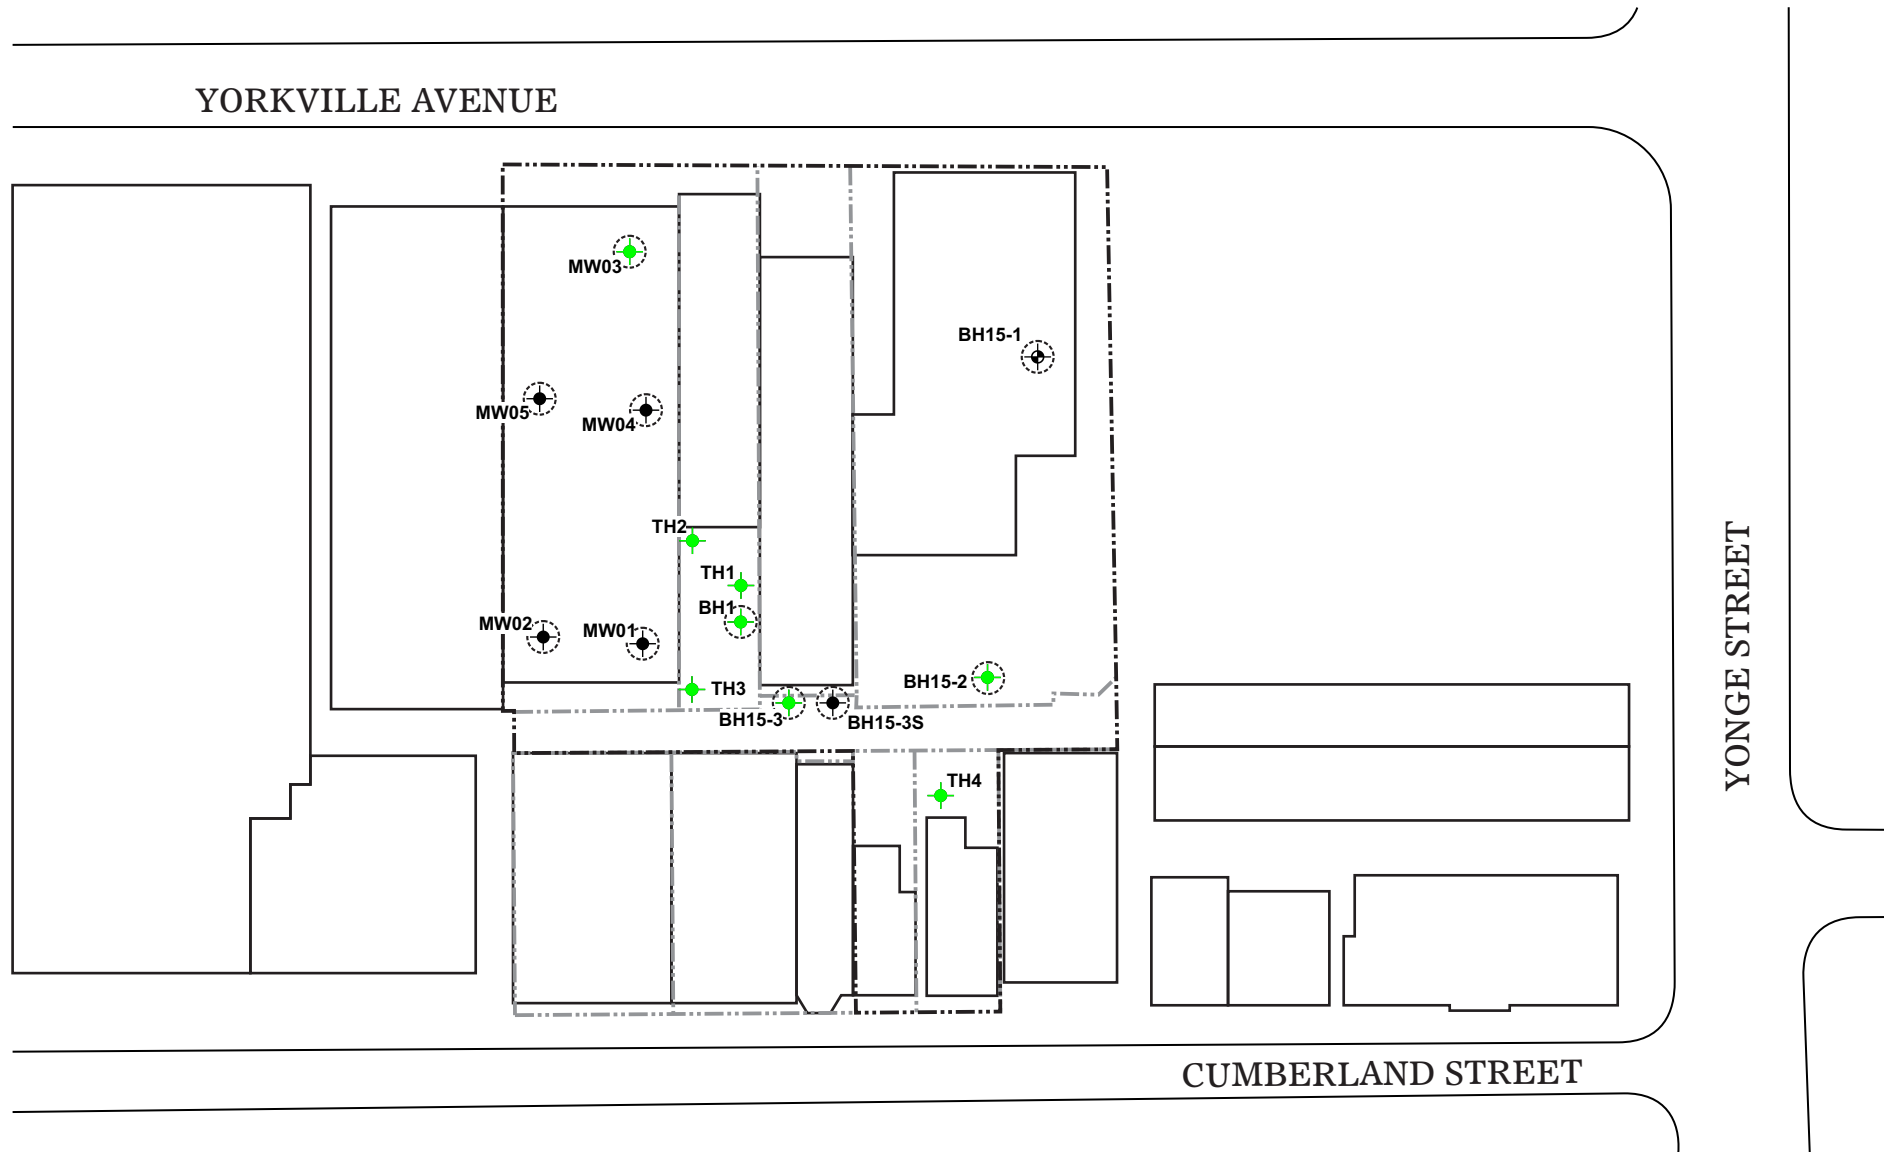 YORKVILLE AVENUE
MW03
BH15-1
MW05
MW04
TH2
TH1
BH1
MW02
MW01
BH15-2
TH3
BH15-3
BH15-3S
YONGE STREET
TH4
CUMBERLAND STREET